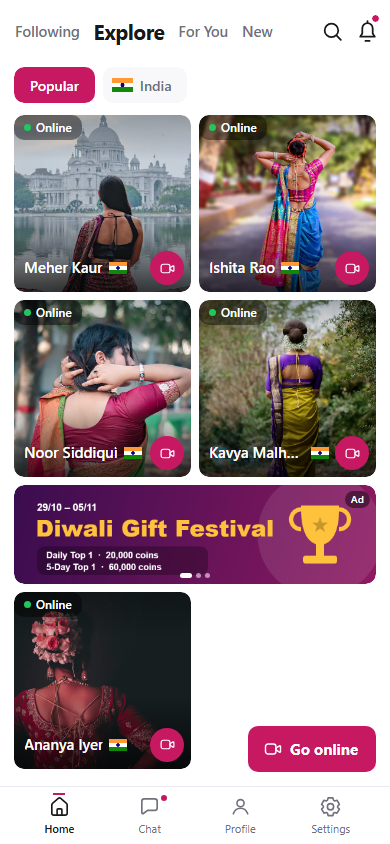 Following Explore For You New
Popular India
Online Online
Meher Kaur Ishita Rao
Online Online
Noor Siddiqui Kavya Malh...
Ad
29/10 – 05/11
Diwali Gift Festival
Daily Top 1 · 20,000 coins
5-Day Top 1 · 60,000 coins
Online
Ananya Iyer
Go online
Home Chat Profile Settings